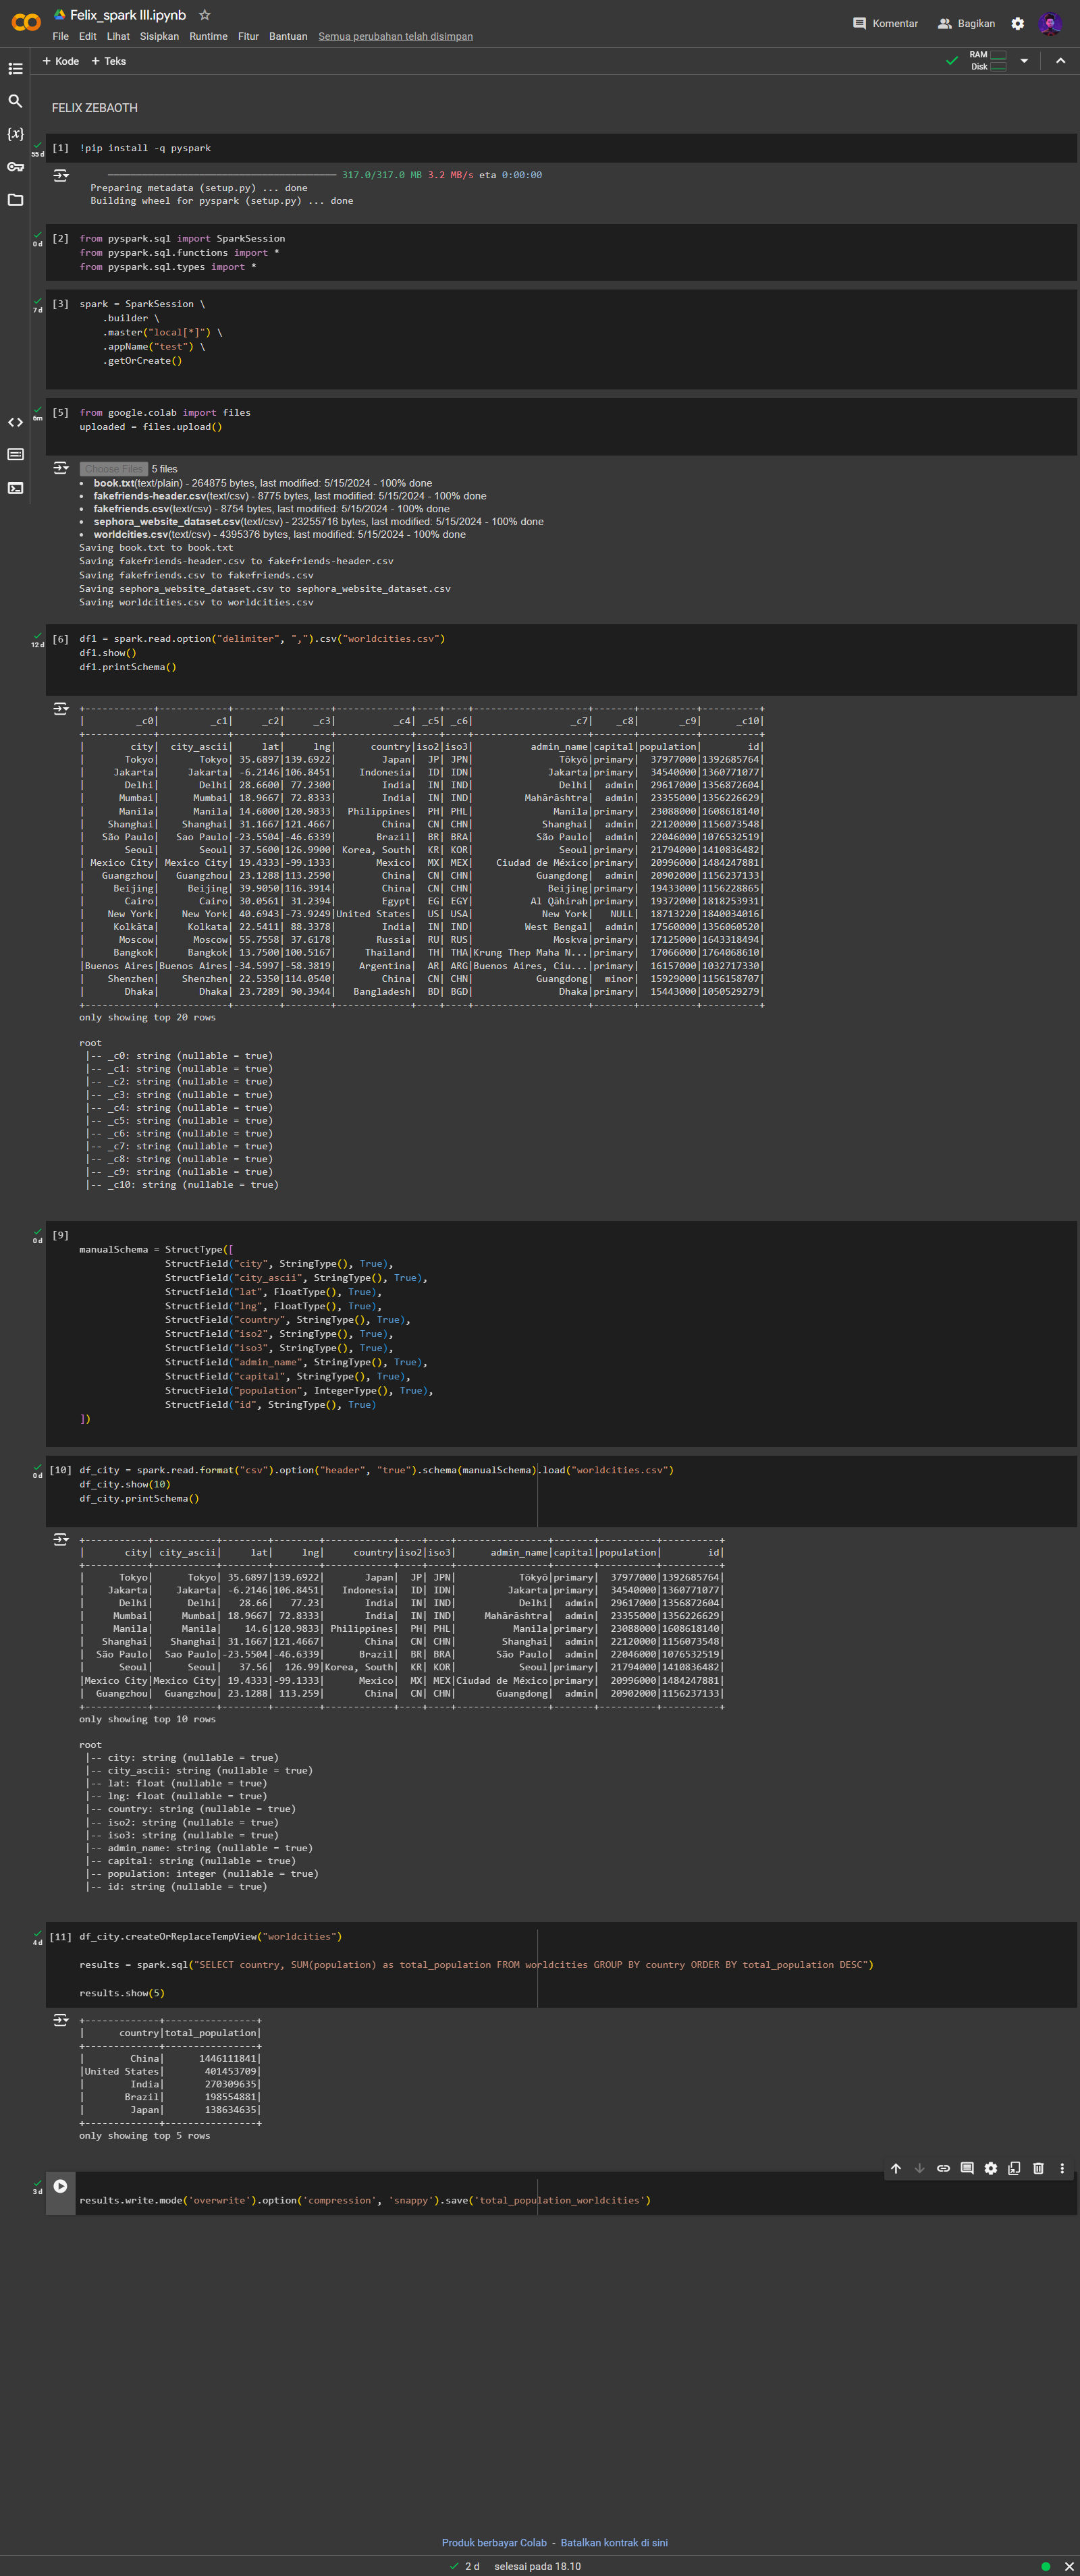 Felix_spark III.ipynb
File Edit Lihat Sisipkan Runtime Fitur Bantuan Semua perubahan telah disimpan
Komentar Bagikan
+ Kode + Teks
RAM
Disk
FELIX ZEBAOTH
55 d
[1] !pip install -q pyspark
317.0/317.0 MB 3.2 MB/s eta 0:00:00
Preparing metadata (setup.py) ... done
Building wheel for pyspark (setup.py) ... done
0 d
[2] from pyspark.sql import SparkSession
from pyspark.sql.functions import *
from pyspark.sql.types import *
7 d
[3] spark = SparkSession \
.builder \
.master("local[*]") \
.appName("test") \
.getOrCreate()
6m
[5] from google.colab import files
uploaded = files.upload()
Choose Files 5 files
• book.txt(text/plain) - 264875 bytes, last modified: 5/15/2024 - 100% done
• fakefriends-header.csv(text/csv) - 8775 bytes, last modified: 5/15/2024 - 100% done
• fakefriends.csv(text/csv) - 8754 bytes, last modified: 5/15/2024 - 100% done
• sephora_website_dataset.csv(text/csv) - 23255716 bytes, last modified: 5/15/2024 - 100% done
• worldcities.csv(text/csv) - 4395376 bytes, last modified: 5/15/2024 - 100% done
Saving book.txt to book.txt
Saving fakefriends-header.csv to fakefriends-header.csv
Saving fakefriends.csv to fakefriends.csv
Saving sephora_website_dataset.csv to sephora_website_dataset.csv
Saving worldcities.csv to worldcities.csv
12 d
[6] df1 = spark.read.option("delimiter", ",").csv("worldcities.csv")
df1.show()
df1.printSchema()
+------------+------------+--------+--------+-------------+----+----+--------------------+-------+----------+----------+
| _c0| _c1| _c2| _c3| _c4| _c5| _c6| _c7| _c8| _c9| _c10|
+------------+------------+--------+--------+-------------+----+----+--------------------+-------+----------+----------+
| city| city_ascii| lat| lng| country|iso2|iso3| admin_name|capital|population| id|
| Tokyo| Tokyo| 35.6897|139.6922| Japan| JP| JPN| Tōkyō|primary| 37977000|1392685764|
| Jakarta| Jakarta| -6.2146|106.8451| Indonesia| ID| IDN| Jakarta|primary| 34540000|1360771077|
| Delhi| Delhi| 28.6600| 77.2300| India| IN| IND| Delhi| admin| 29617000|1356872604|
| Mumbai| Mumbai| 18.9667| 72.8333| India| IN| IND| Mahārāshtra| admin| 23355000|1356226629|
| Manila| Manila| 14.6000|120.9833| Philippines| PH| PHL| Manila|primary| 23088000|1608618140|
| Shanghai| Shanghai| 31.1667|121.4667| China| CN| CHN| Shanghai| admin| 22120000|1156073548|
| São Paulo| Sao Paulo|-23.5504|-46.6339| Brazil| BR| BRA| São Paulo| admin| 22046000|1076532519|
| Seoul| Seoul| 37.5600|126.9900| Korea, South| KR| KOR| Seoul|primary| 21794000|1410836482|
| Mexico City| Mexico City| 19.4333|-99.1333| Mexico| MX| MEX| Ciudad de México|primary| 20996000|1484247881|
| Guangzhou| Guangzhou| 23.1288|113.2590| China| CN| CHN| Guangdong| admin| 20902000|1156237133|
| Beijing| Beijing| 39.9050|116.3914| China| CN| CHN| Beijing|primary| 19433000|1156228865|
| Cairo| Cairo| 30.0561| 31.2394| Egypt| EG| EGY| Al Qāhirah|primary| 19372000|1818253931|
| New York| New York| 40.6943|-73.9249|United States| US| USA| New York| NULL| 18713220|1840034016|
| Kolkāta| Kolkata| 22.5411| 88.3378| India| IN| IND| West Bengal| admin| 17560000|1356060520|
| Moscow| Moscow| 55.7558| 37.6178| Russia| RU| RUS| Moskva|primary| 17125000|1643318494|
| Bangkok| Bangkok| 13.7500|100.5167| Thailand| TH| THA|Krung Thep Maha N...|primary| 17066000|1764068610|
|Buenos Aires|Buenos Aires|-34.5997|-58.3819| Argentina| AR| ARG|Buenos Aires, Ciu...|primary| 16157000|1032717330|
| Shenzhen| Shenzhen| 22.5350|114.0540| China| CN| CHN| Guangdong| minor| 15929000|1156158707|
| Dhaka| Dhaka| 23.7289| 90.3944| Bangladesh| BD| BGD| Dhaka|primary| 15443000|1050529279|
+------------+------------+--------+--------+-------------+----+----+--------------------+-------+----------+----------+
only showing top 20 rows
root
|-- _c0: string (nullable = true)
|-- _c1: string (nullable = true)
|-- _c2: string (nullable = true)
|-- _c3: string (nullable = true)
|-- _c4: string (nullable = true)
|-- _c5: string (nullable = true)
|-- _c6: string (nullable = true)
|-- _c7: string (nullable = true)
|-- _c8: string (nullable = true)
|-- _c9: string (nullable = true)
|-- _c10: string (nullable = true)
0 d
[9]
manualSchema = StructType([
StructField("city", StringType(), True),
StructField("city_ascii", StringType(), True),
StructField("lat", FloatType(), True),
StructField("lng", FloatType(), True),
StructField("country", StringType(), True),
StructField("iso2", StringType(), True),
StructField("iso3", StringType(), True),
StructField("admin_name", StringType(), True),
StructField("capital", StringType(), True),
StructField("population", IntegerType(), True),
StructField("id", StringType(), True)
])
0 d
[10] df_city = spark.read.format("csv").option("header", "true").schema(manualSchema).load("worldcities.csv")
df_city.show(10)
df_city.printSchema()
+-----------+-----------+--------+--------+------------+----+----+----------------+-------+----------+----------+
| city| city_ascii| lat| lng| country|iso2|iso3| admin_name|capital|population| id|
+-----------+-----------+--------+--------+------------+----+----+----------------+-------+----------+----------+
| Tokyo| Tokyo| 35.6897|139.6922| Japan| JP| JPN| Tōkyō|primary| 37977000|1392685764|
| Jakarta| Jakarta| -6.2146|106.8451| Indonesia| ID| IDN| Jakarta|primary| 34540000|1360771077|
| Delhi| Delhi| 28.66| 77.23| India| IN| IND| Delhi| admin| 29617000|1356872604|
| Mumbai| Mumbai| 18.9667| 72.8333| India| IN| IND| Mahārāshtra| admin| 23355000|1356226629|
| Manila| Manila| 14.6|120.9833| Philippines| PH| PHL| Manila|primary| 23088000|1608618140|
| Shanghai| Shanghai| 31.1667|121.4667| China| CN| CHN| Shanghai| admin| 22120000|1156073548|
| São Paulo| Sao Paulo|-23.5504|-46.6339| Brazil| BR| BRA| São Paulo| admin| 22046000|1076532519|
| Seoul| Seoul| 37.56| 126.99|Korea, South| KR| KOR| Seoul|primary| 21794000|1410836482|
|Mexico City|Mexico City| 19.4333|-99.1333| Mexico| MX| MEX|Ciudad de México|primary| 20996000|1484247881|
| Guangzhou| Guangzhou| 23.1288| 113.259| China| CN| CHN| Guangdong| admin| 20902000|1156237133|
+-----------+-----------+--------+--------+------------+----+----+----------------+-------+----------+----------+
only showing top 10 rows
root
|-- city: string (nullable = true)
|-- city_ascii: string (nullable = true)
|-- lat: float (nullable = true)
|-- lng: float (nullable = true)
|-- country: string (nullable = true)
|-- iso2: string (nullable = true)
|-- iso3: string (nullable = true)
|-- admin_name: string (nullable = true)
|-- capital: string (nullable = true)
|-- population: integer (nullable = true)
|-- id: string (nullable = true)
4 d
[11] df_city.createOrReplaceTempView("worldcities")
results = spark.sql("SELECT country, SUM(population) as total_population FROM worldcities GROUP BY country ORDER BY total_population DESC")
results.show(5)
+-------------+----------------+
| country|total_population|
+-------------+----------------+
| China| 1446111841|
|United States| 401453709|
| India| 270309635|
| Brazil| 198554881|
| Japan| 138634635|
+-------------+----------------+
only showing top 5 rows
3 d
results.write.mode('overwrite').option('compression', 'snappy').save('total_population_worldcities')
Produk berbayar Colab - Batalkan kontrak di sini
2 d selesai pada 18.10